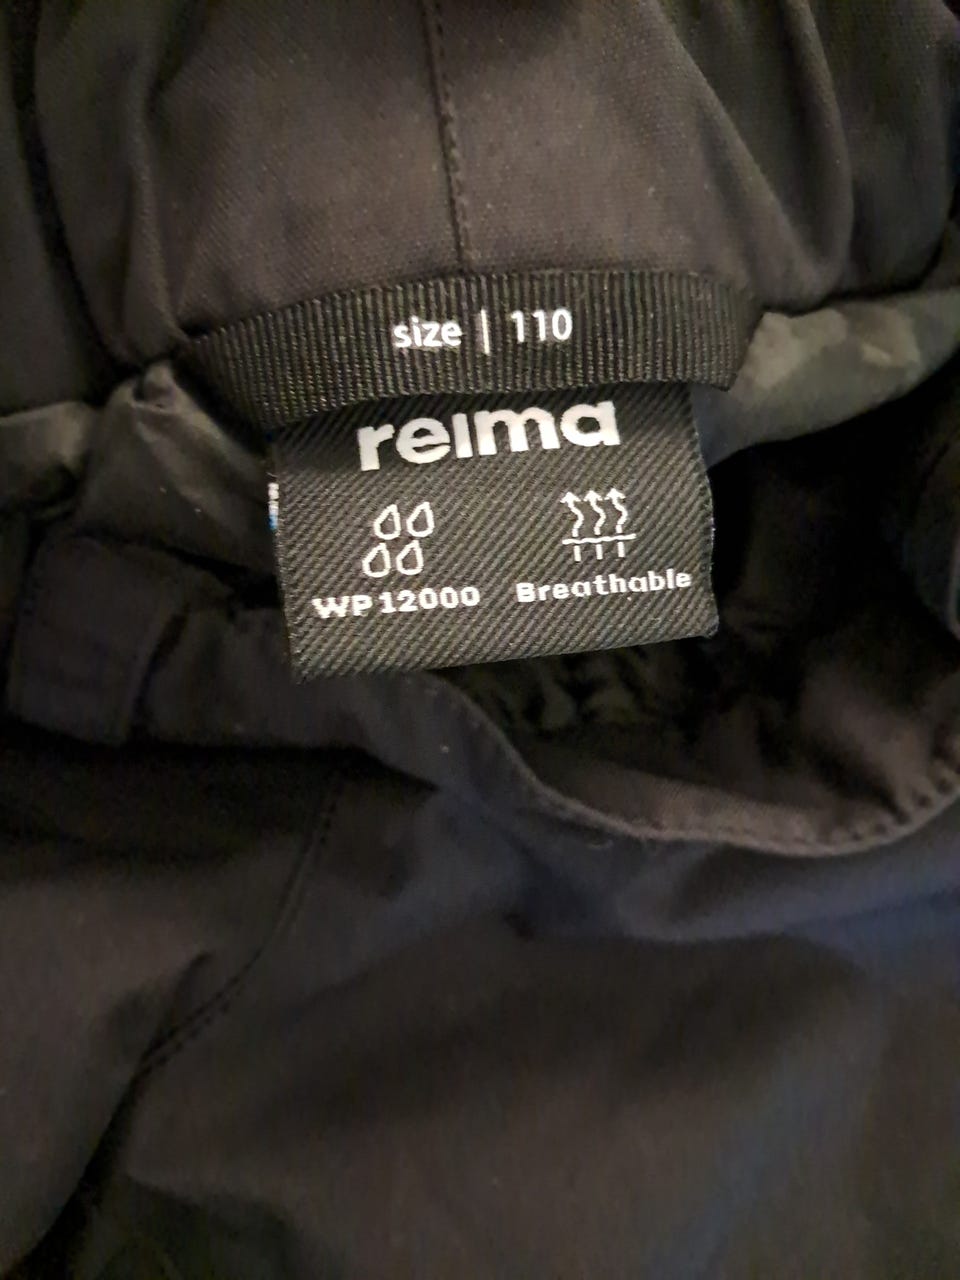 size | 110
reima
WP 12000
Breathable